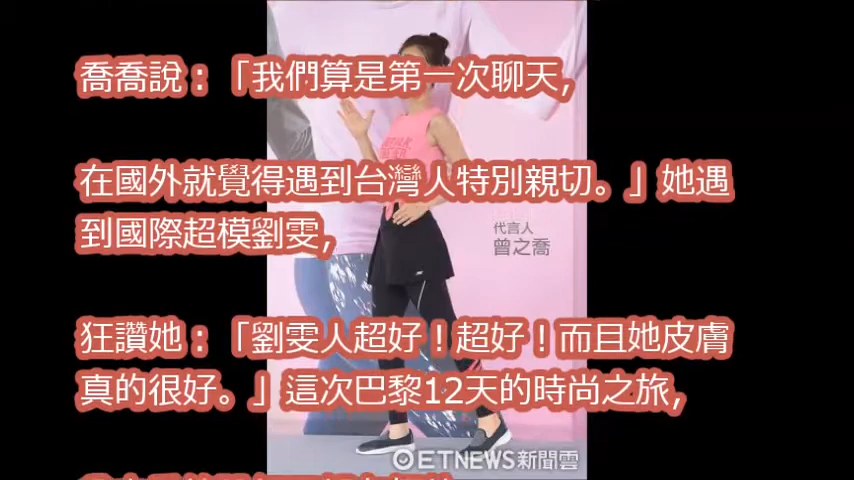 喬喬說：「我們算是第一次聊天,
在國外就覺得遇到台灣人特別親切。」她遇
到國際超模劉雯,
代言人
曾之喬
狂讚她：「劉雯人超好！超好！而且她皮膚
真的很好。」這次巴黎12天的時尚之旅,
ETNEWS新聞雲